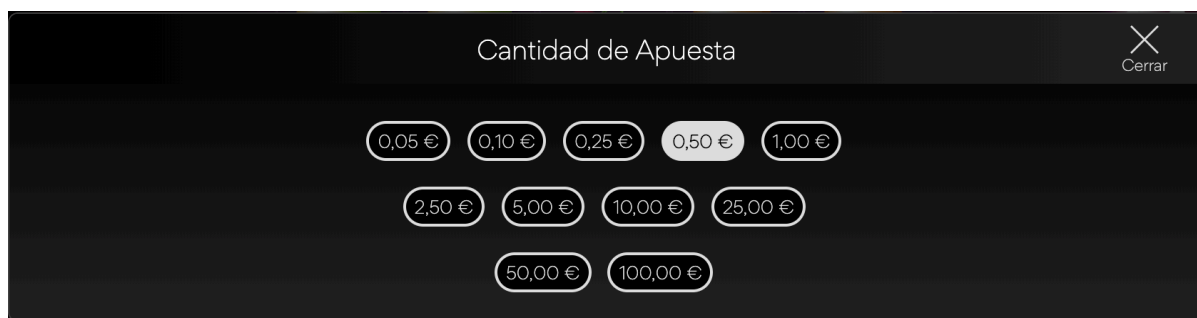 Cantidad de Apuesta
Cerrar
0,05 € 0,10 € 0,25 € 0,50 € 1,00 €
2,50 € 5,00 € 10,00 € 25,00 €
50,00 € 100,00 €